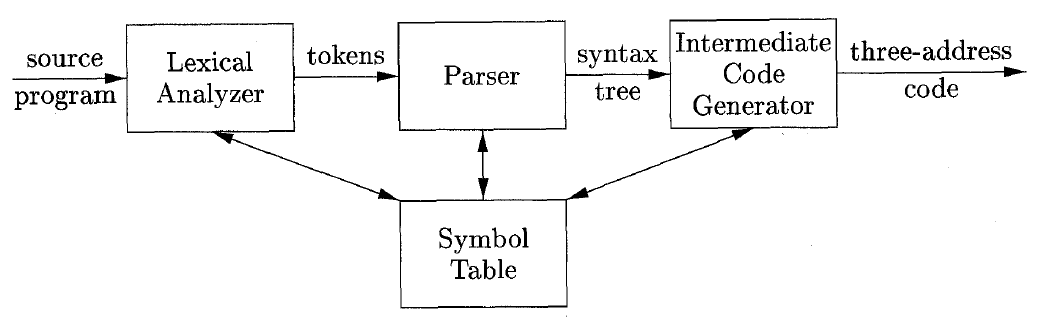 source
program
Lexical
Analyzer
tokens
Parser
syntax
tree
Intermediate
Code
Generator
three-address
code
Symbol
Table